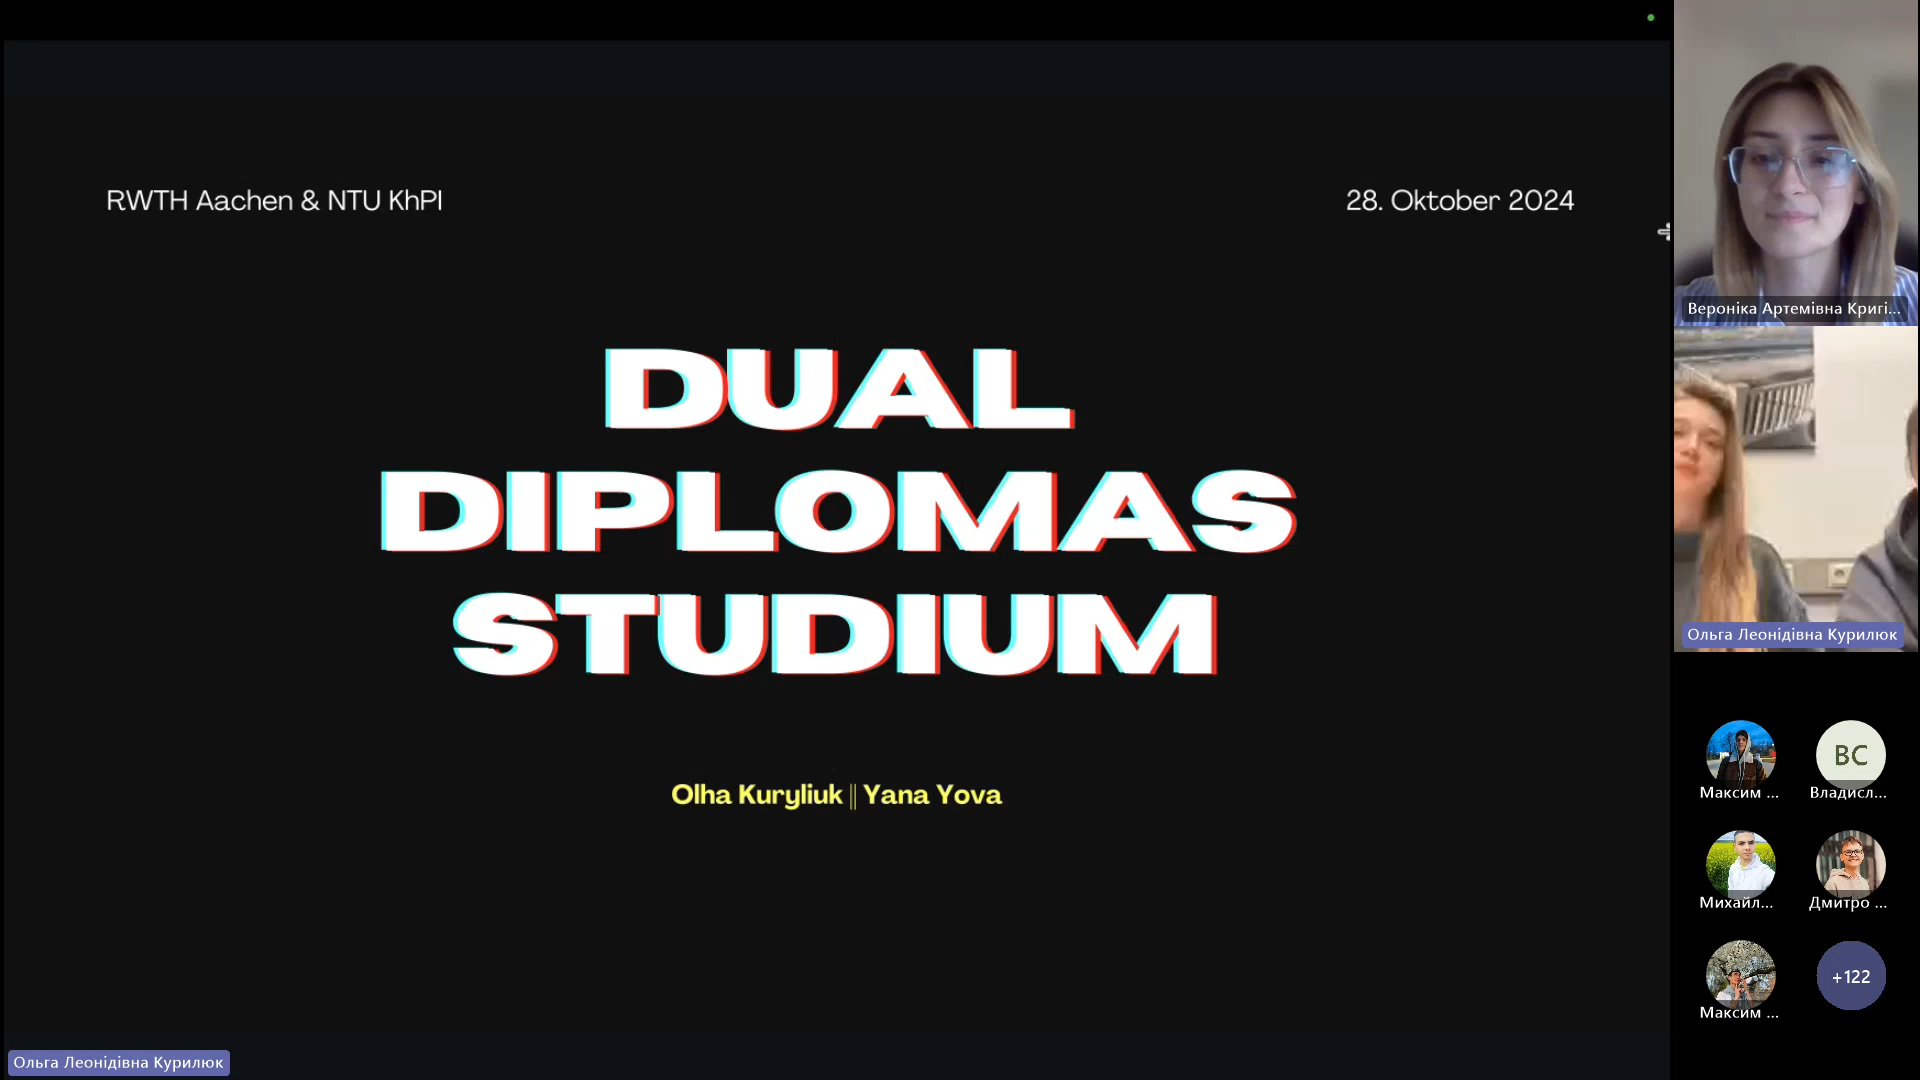 RWTH Aachen & NTU KhPI
28. Oktober 2024
DUAL
DIPLOMAS
STUDIUM
Olha Kuryliuk || Yana Yova
Ольга Леонідівна Курилюк
Вероніка Артемівна Кригі...
Ольга Леонідівна Курилюк
Максим ...
ВС
Владисл...
Михайл...
Дмитро ...
Максим ...
+122